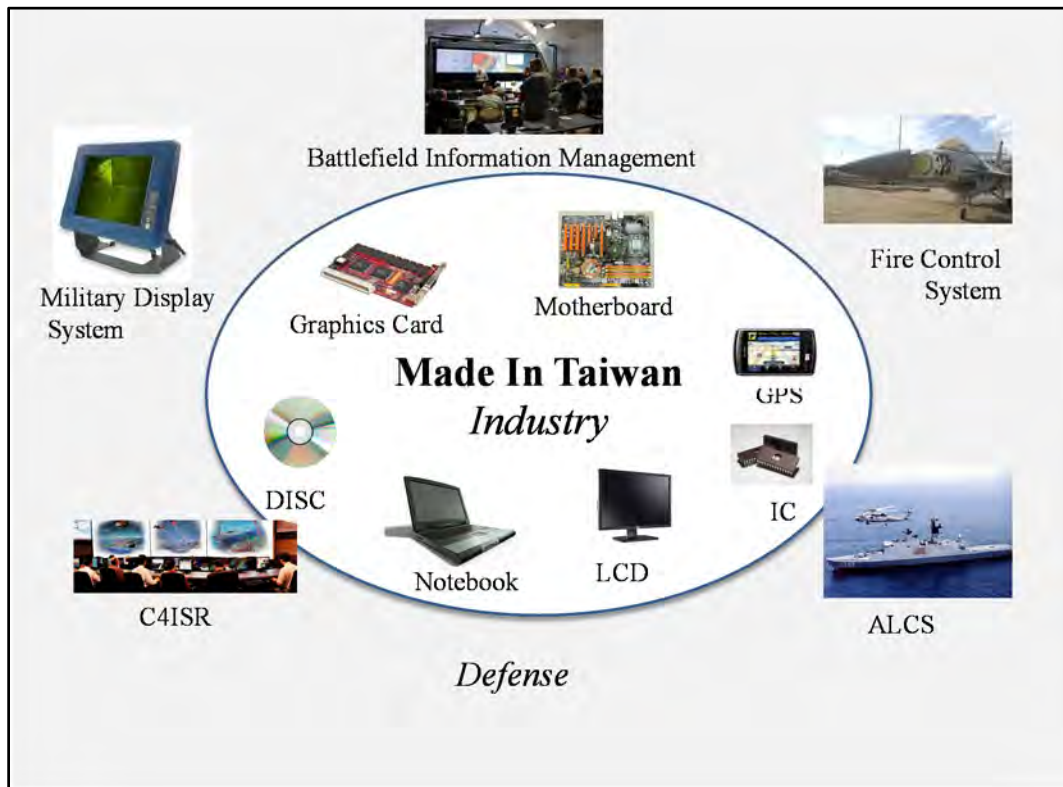 Battlefield Information Management
Military Display
System
Fire Control
System
Graphics Card
Motherboard
Made In Taiwan
Industry
GPS
DISC
IC
Notebook
LCD
C4ISR
ALCS
Defense